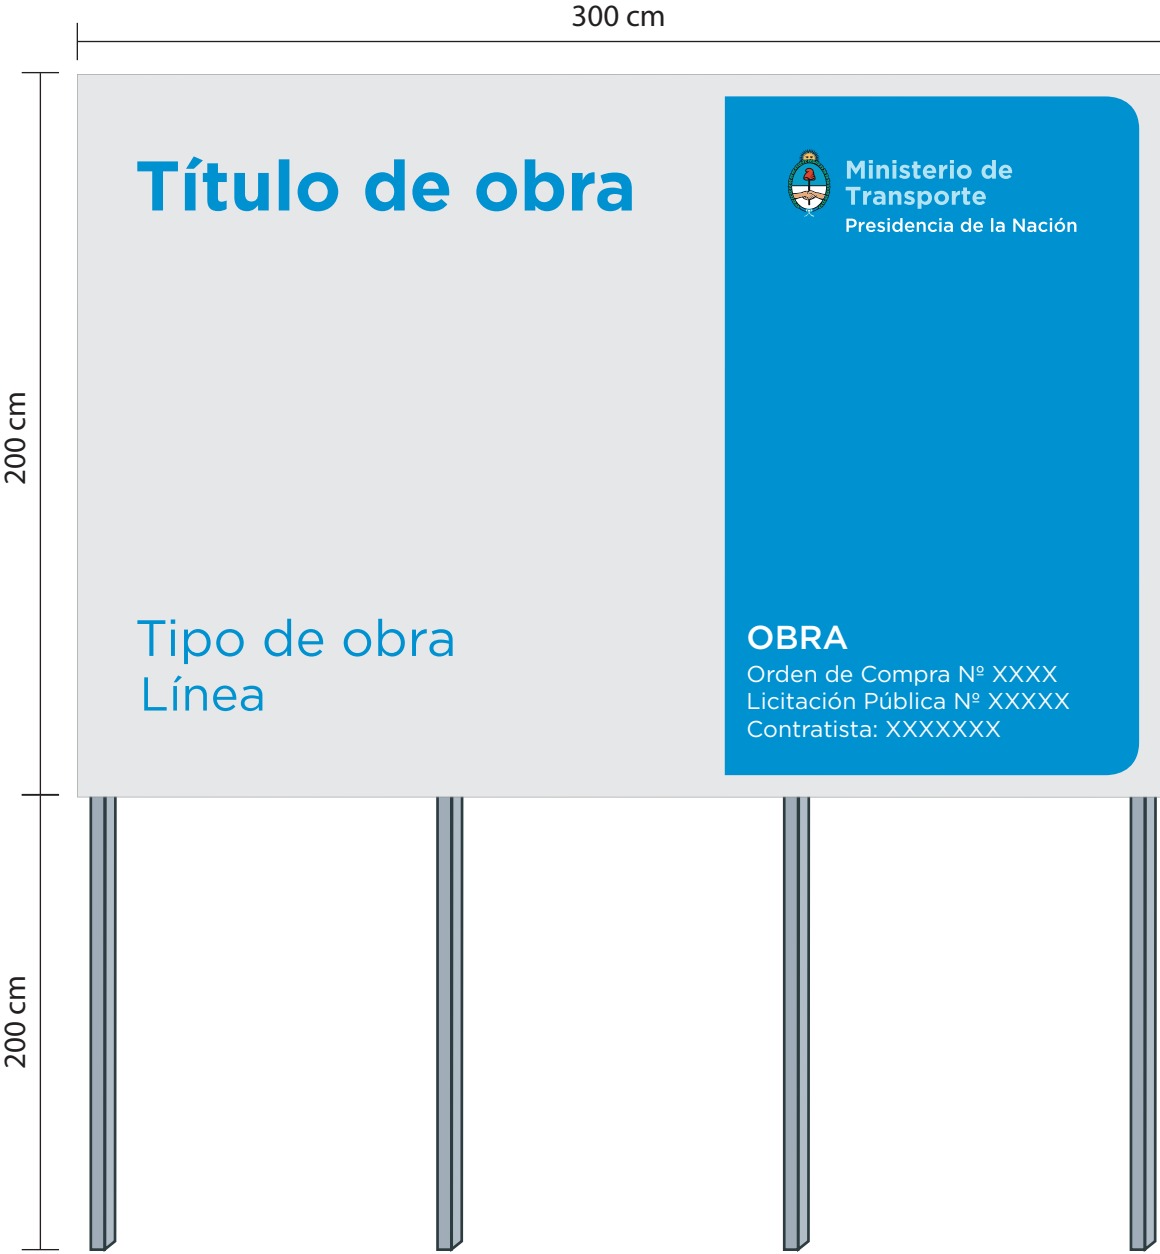 300 cm
200 cm
Título de obra
Ministerio de
Transporte
Presidencia de la Nación
Tipo de obra
Línea
OBRA
Orden de Compra Nº XXXX
Licitación Pública Nº XXXXX
Contratista: XXXXXXX
200 cm